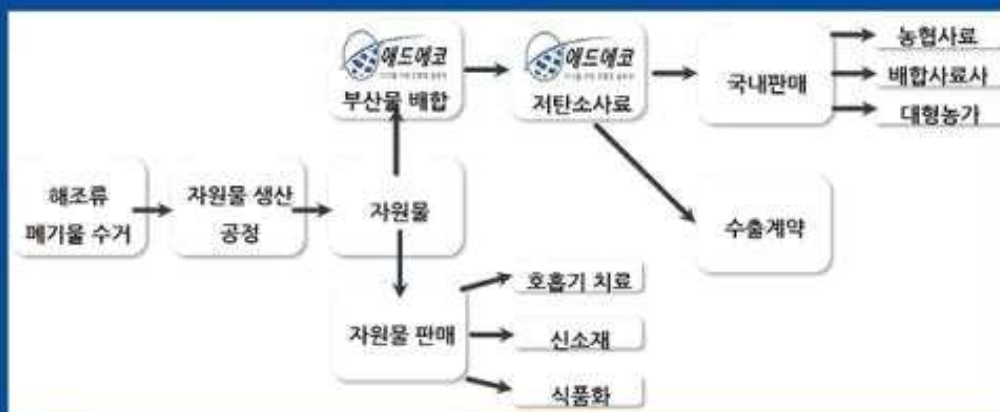 애드에코
부산물 배합
애드에코
저탄소사료
국내판매
농협사료
배합사료사
대형농가
해조류
폐기물 수거
자원물 생산
공정
자원물
수출계약
자원물 판매
호흡기 치료
신소재
식품화